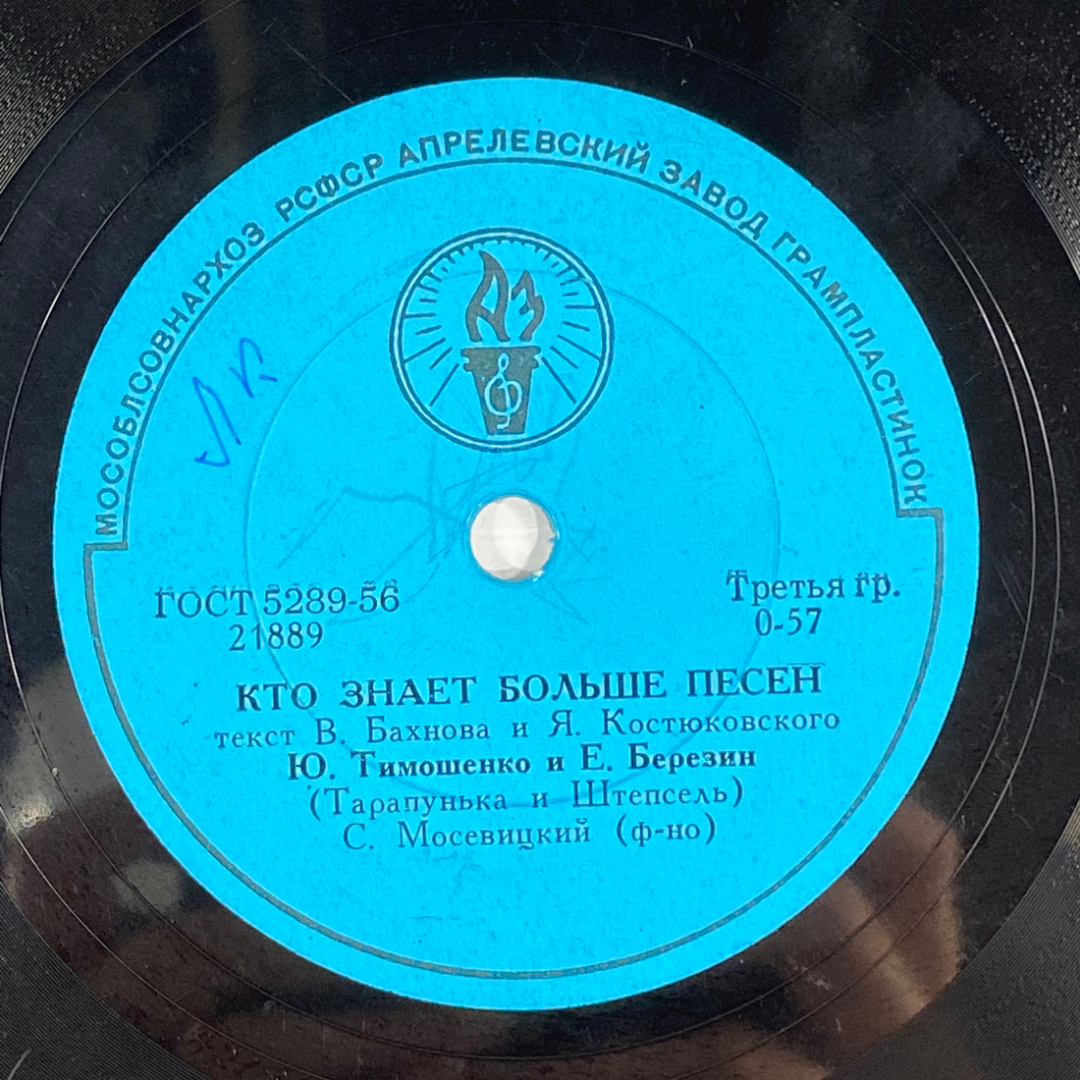 МОСОБЛСОВНАРХОЗ РСФСР АПРЕЛЕВСКИЙ ЗАВОД ГРАМПЛАСТИНОК
АЗ
ГОСТ 5289-56
21889
Третья гр.
0-57
КТО ЗНАЕТ БОЛЬШЕ ПЕСЕН
текст В. Бахнова и Я. Костюковского
Ю. Тимошенко и Е. Березин
(Тарапунька и Штепсель)
С. Мосевицкий (ф-но)